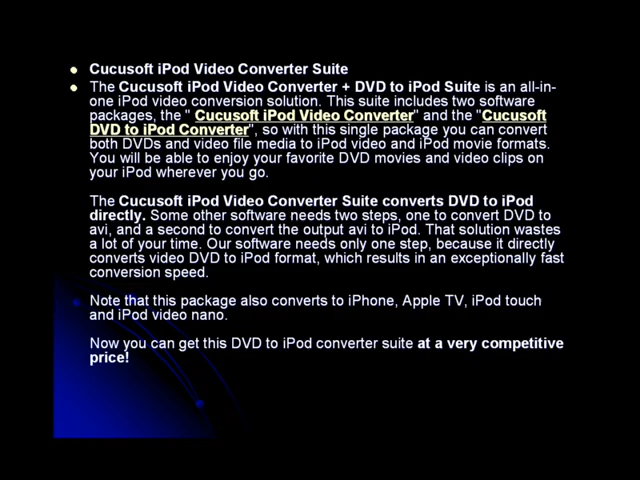 Cucusoft iPod Video Converter Suite
The Cucusoft iPod Video Converter + DVD to iPod Suite is an all-in-
one iPod video conversion solution. This suite includes two software
packages, the " Cucusoft iPod Video Converter" and the "Cucusoft
DVD to iPod Converter", so with this single package you can convert
both DVDs and video file media to iPod video and iPod movie formats.
You will be able to enjoy your favorite DVD movies and video clips on
your iPod wherever you go.
The Cucusoft iPod Video Converter Suite converts DVD to iPod
directly. Some other software needs two steps, one to convert DVD to
avi, and a second to convert the output avi to iPod. That solution wastes
a lot of your time. Our software needs only one step, because it directly
converts video DVD to iPod format, which results in an exceptionally fast
conversion speed.
Note that this package also converts to iPhone, Apple TV, iPod touch
and iPod video nano.
Now you can get this DVD to iPod converter suite at a very competitive
price!